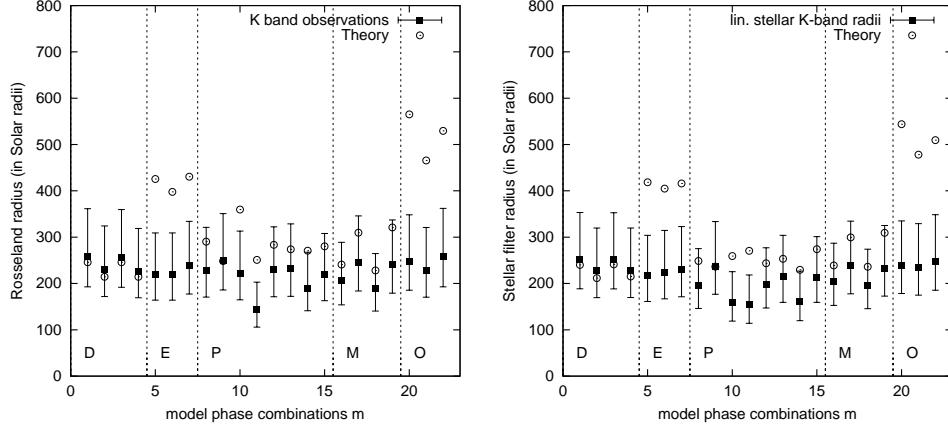 800
700
600
500
400
300
200
100
0
0
5
10
15
20
Rosseland radius (in Solar radii)
model phase combinations m
K band observations
Theory
D
E
P
M
O
800
700
600
500
400
300
200
100
0
0
5
10
15
20
Stellar filter radius (in Solar radii)
model phase combinations m
lin. stellar K-band radii
Theory
D
E
P
M
O